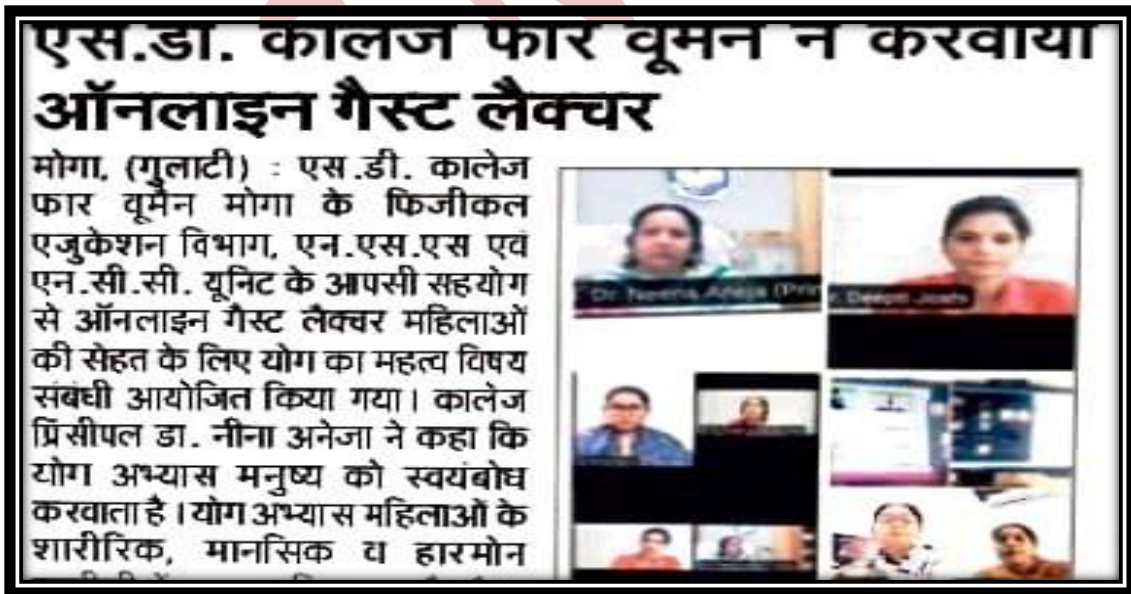 एस.डी. कालेज फार वूमैन ने करवाया
ऑनलाइन गैस्ट लैक्चर
मोगा, (गुलाटी) : एस.डी. कालेज
फार वूमैन मोगा के फिजीकल
एजुकेशन विभाग, एन.एस.एस एवं
एन.सी.सी. यूनिट के आपसी सहयोग
से ऑनलाइन गैस्ट लैक्चर महिलाओं
की सेहत के लिए योग का महत्व विषय
संबंधी आयोजित किया गया। कालेज
प्रिंसीपल डा. नीना अनेजा ने कहा कि
योग अभ्यास मनुष्य को स्वयंबोध
करवाता है। योग अभ्यास महिलाओं के
शारीरिक, मानसिक व हारमोन
Dr Neena Aneja (Prin
r. Deepti Joshi